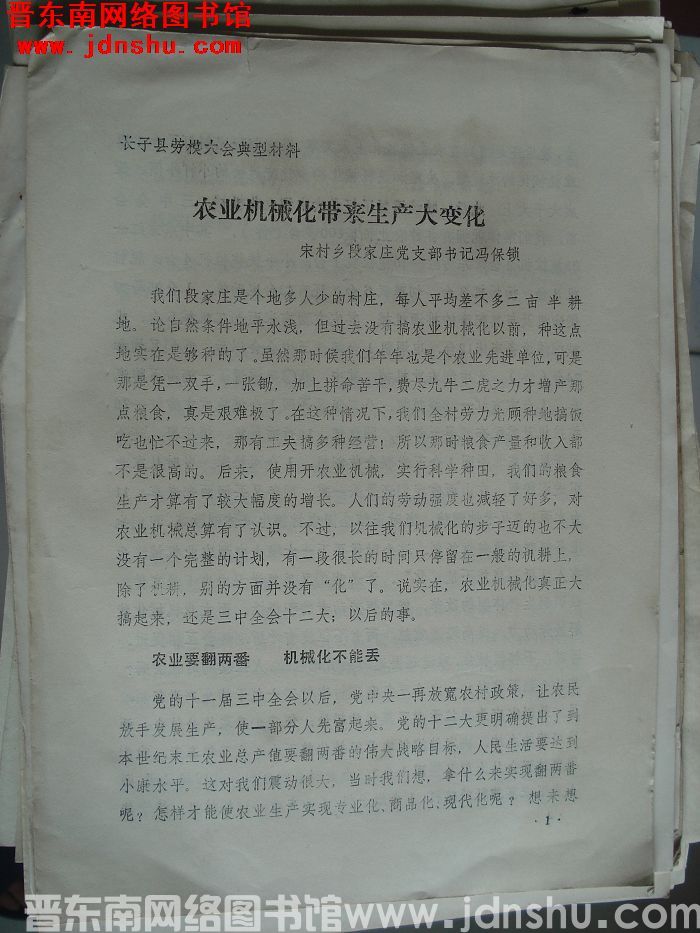 晋东南网络图书馆
www.jdnshu.com
长子县劳模大会典型材料
农业机械化带来生产大变化
宋村乡段家庄党支部书记冯保锁
我们段家庄是个地多人少的村庄，每人平均差不多二亩半耕
地。论自然条件地平水浅，但过去没有搞农业机械化以前，种这点
地实在是够种的了。虽然那时候我们年年也是个农业先进单位，可是
那是凭一双手，一张锄，加上拼命苦干，费尽九牛二虎之力才增产那
点粮食，真是艰难极了。在这种情况下，我们全村劳力光顾种地搞饭
吃也忙不过来，那有工夫搞多种经营！所以那时粮食产量和收入都
不是很高的。后来，使用开农业机械，实行科学种田，我们的粮食
生产才算有了较大幅度的增长。人们的劳动强度也减轻了好多，对
农业机械总算有了认识。不过，以往我们机械化的步子迈的也不大
没有一个完整的计划，有一段很长的时间只停留在一般的机耕上，
除了机耕，别的方面并没有“化”了。说实在，农业机械化真正大
搞起来，还是三中全会十二大；以后的事。
农业要翻两番 机械化不能丢
党的十一届三中全会以后，党中央一再放宽农村政策，让农民
放手发展生产，使一部分人先富起来。党的十二大更明确提出了到
本世纪末工农业总产值要翻两番的伟大战略目标，人民生活要达到
小康水平。这对我们震动很大，当时我们想，拿什么来实现翻两番
呢？怎样才能使农业生产实现专业化、商品化、现代化呢？想来想
·1·
晋东南网络图书馆www.jdnshu.com